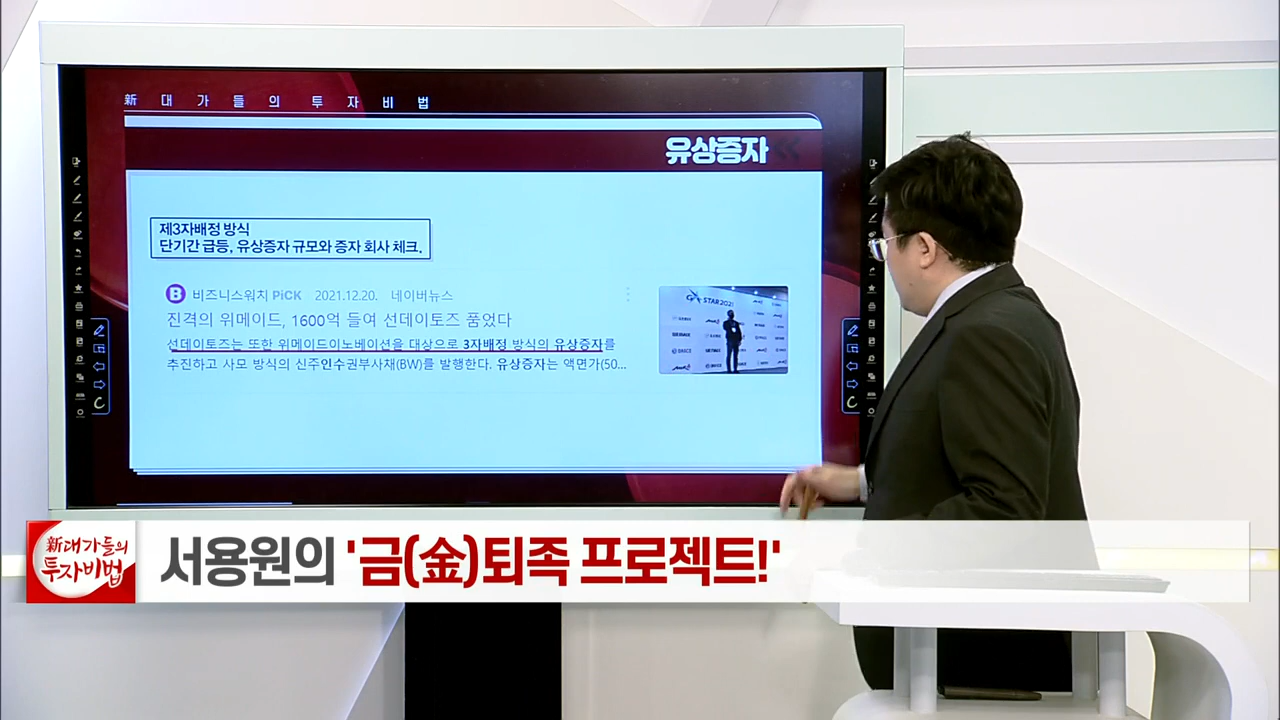 新 대 가 들 의 투 자 비 법
유상증자
제3자배정 방식
단기간 급등, 유상증자 규모와 증자 회사 체크.
B 비즈니스워치 PiCK 2021.12.20. 네이버뉴스
진격의 위메이드, 1600억 들여 선데이토즈 품었다
선데이토즈는 또한 위메이드이노베이션을 대상으로 3자배정 방식의 유상증자를
추진하고 사모 방식의 신주인수권부사채(BW)를 발행한다. 유상증자는 액면가(50...
STAR 2021
新대가들의
투자비법
서용원의 '금(金)퇴족 프로젝트!'